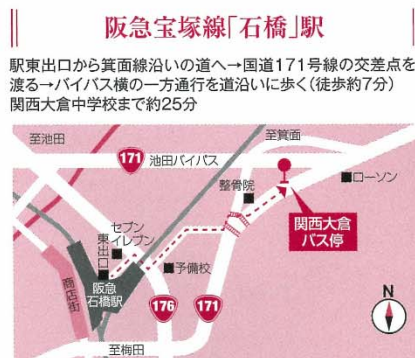 阪急宝塚線「石橋」駅
駅東出口から箕面線沿いの道へ→国道171号線の交差点を
渡る→バイパス横の一方通行を道沿いに歩く(徒歩約7分)
関西大倉中学校まで約25分
至池田
至箕面
171
池田バイパス
整骨院
ローソン
関西大倉
バス停
セブン
イレブン
東出口
予備校
商店街
阪急
石橋駅
176
171
N
至梅田